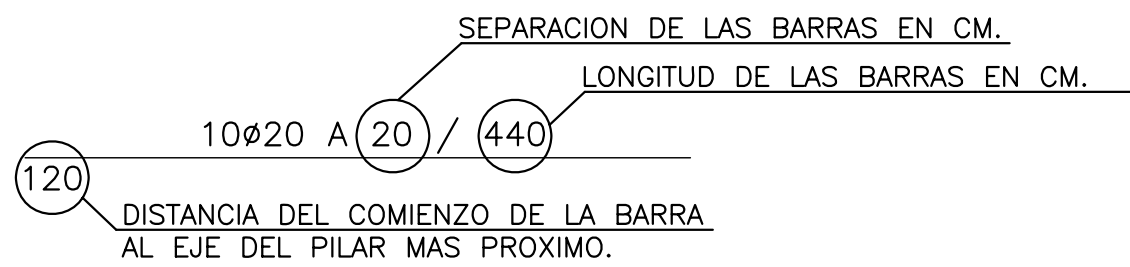 SEPARACION DE LAS BARRAS EN CM.
LONGITUD DE LAS BARRAS EN CM.
10ø20 A 20 / 440
120
DISTANCIA DEL COMIENZO DE LA BARRA
AL EJE DEL PILAR MAS PROXIMO.